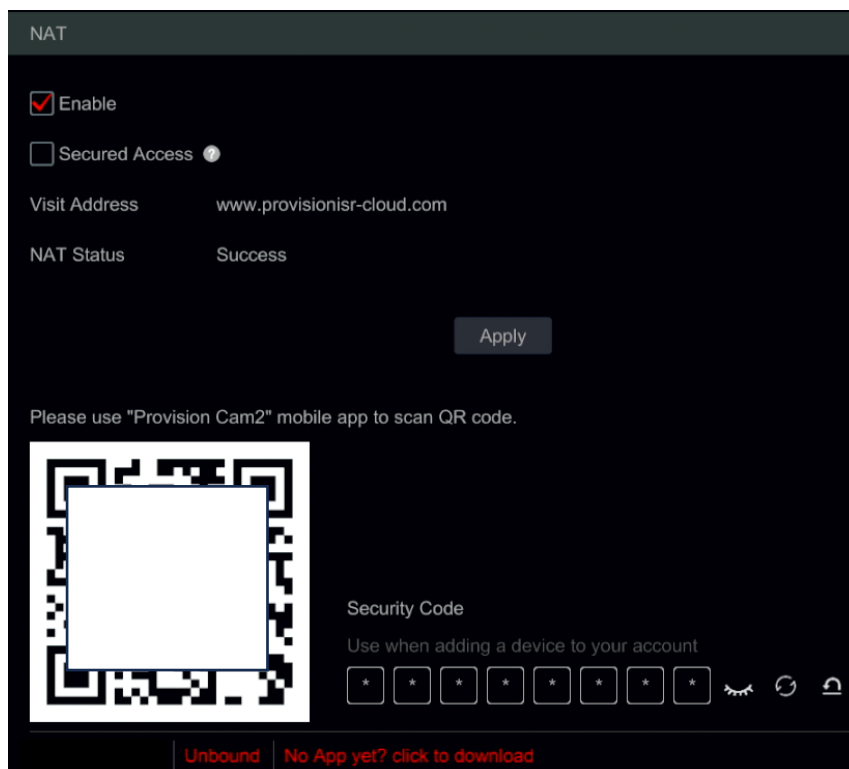 NAT
Enable
Secured Access ?
Visit Address www.provisionisr-cloud.com
NAT Status Success
Apply
Please use "Provision Cam2" mobile app to scan QR code.
Security Code
Use when adding a device to your account
* * * * * * * *
Unbound No App yet? click to download